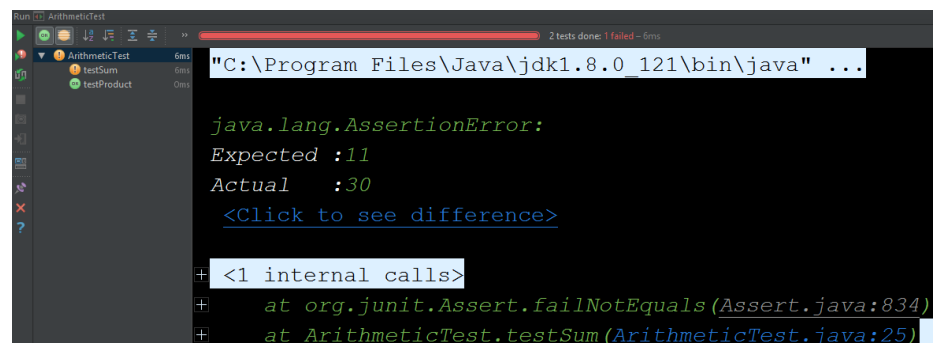 Run ArithmeticTest
2 tests done: 1 failed – 6ms
ArithmeticTest 6ms
testSum 6ms
testProduct 0ms
"C:\Program Files\Java\jdk1.8.0_121\bin\java" ...
java.lang.AssertionError:
Expected :11
Actual :30
<Click to see difference>
<1 internal calls>
at org.junit.Assert.failNotEquals(Assert.java:834)
at ArithmeticTest.testSum(ArithmeticTest.java:25)